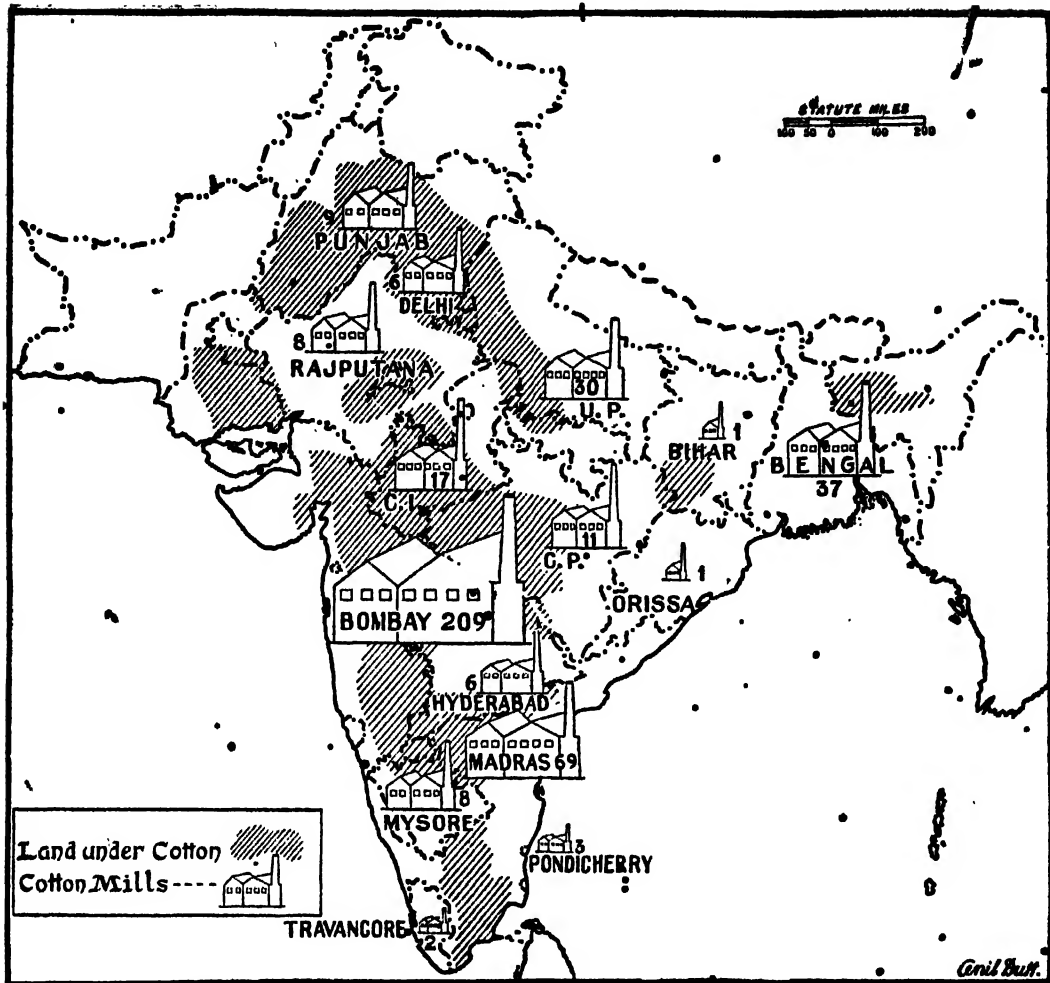 STATUTE MILES
100 50 0 100 200
9
PUNJAB
6
DELHI
8
RAJPUTANA
30
U.P.
1
BIHAR
BENGAL
37
17
C.I.
11
C.P.
1
ORISSA
BOMBAY 209
6
HYDERABAD
MADRAS 69
8
MYSORE
3
PONDICHERRY
TRAVANCORE
2
Land under Cotton
Cotton Mills ----
Anil Dutt.